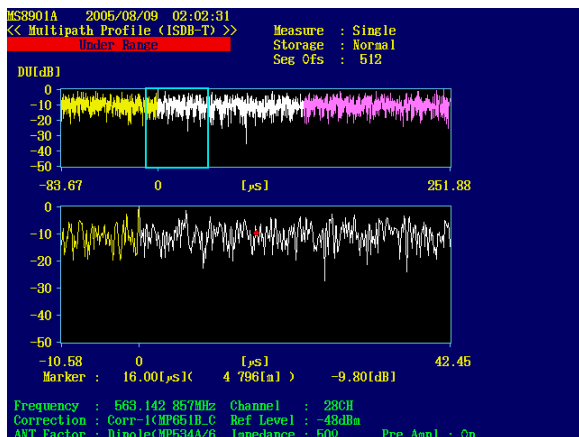 MS8901A 2005/08/09 02:02:31
<< Multipath Profile (ISDB-T) >> Measure : Single
Under Range Storage : Normal
Seg Ofs : 512
DU[dB]
0
-10
-20
-30
-40
-50
-83.67 0 [μs] 251.88
0
-10
-20
-30
-40
-50
-10.58 0 [μs] 42.45
Marker : 16.00[μs]( 4 796[m] ) -9.80[dB]
Frequency : 563.142 857MHz Channel : 28CH
Correction : Corr-1(MP651B_C Ref Level : -48dBm
ANT Factor : Dipole(MP534A/6 Impedance : 50Ω Pre Ampl : On